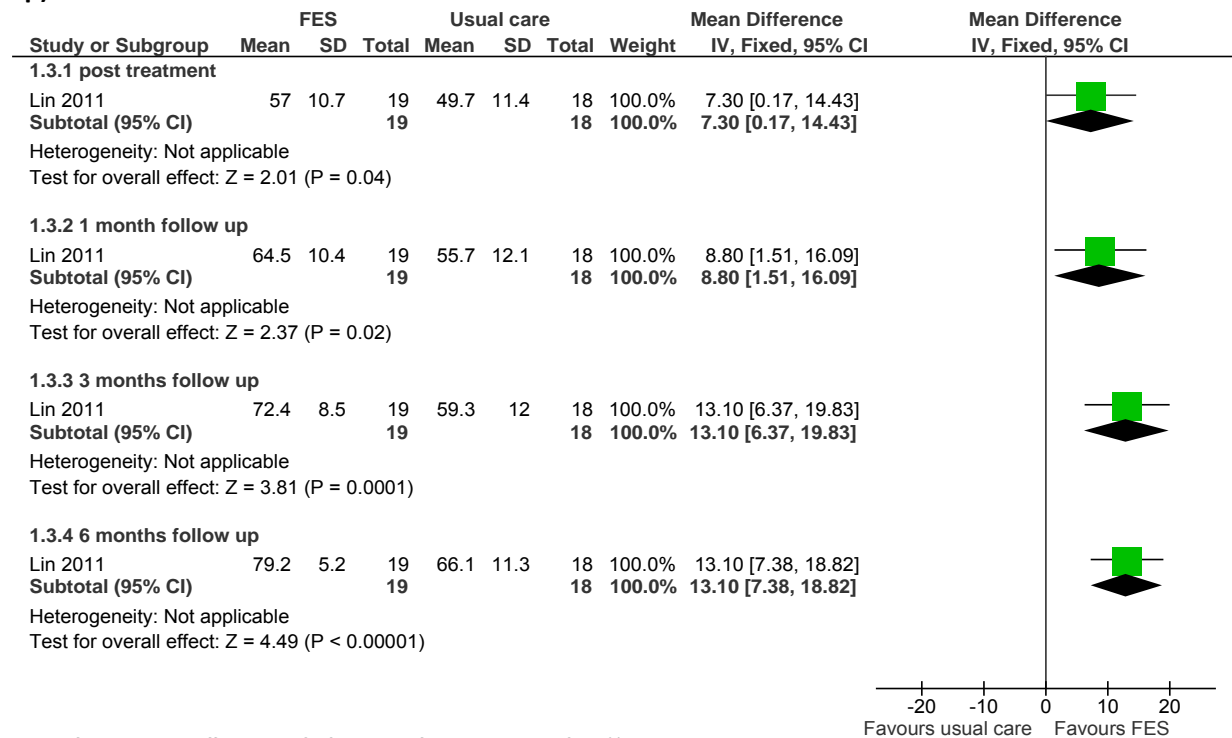 FES Usual care Mean Difference Mean Difference
Study or Subgroup Mean SD Total Mean SD Total Weight IV, Fixed, 95% CI IV, Fixed, 95% CI
1.3.1 post treatment
Lin 2011 57 10.7 19 49.7 11.4 18 100.0% 7.30 [0.17, 14.43]
Subtotal (95% CI) 19 18 100.0% 7.30 [0.17, 14.43]
Heterogeneity: Not applicable
Test for overall effect: Z = 2.01 (P = 0.04)
1.3.2 1 month follow up
Lin 2011 64.5 10.4 19 55.7 12.1 18 100.0% 8.80 [1.51, 16.09]
Subtotal (95% CI) 19 18 100.0% 8.80 [1.51, 16.09]
Heterogeneity: Not applicable
Test for overall effect: Z = 2.37 (P = 0.02)
1.3.3 3 months follow up
Lin 2011 72.4 8.5 19 59.3 12 18 100.0% 13.10 [6.37, 19.83]
Subtotal (95% CI) 19 18 100.0% 13.10 [6.37, 19.83]
Heterogeneity: Not applicable
Test for overall effect: Z = 3.81 (P = 0.0001)
1.3.4 6 months follow up
Lin 2011 79.2 5.2 19 66.1 11.3 18 100.0% 13.10 [7.38, 18.82]
Subtotal (95% CI) 19 18 100.0% 13.10 [7.38, 18.82]
Heterogeneity: Not applicable
Test for overall effect: Z = 4.49 (P < 0.00001)
-20 -10 0 10 20
Favours usual care Favours FES